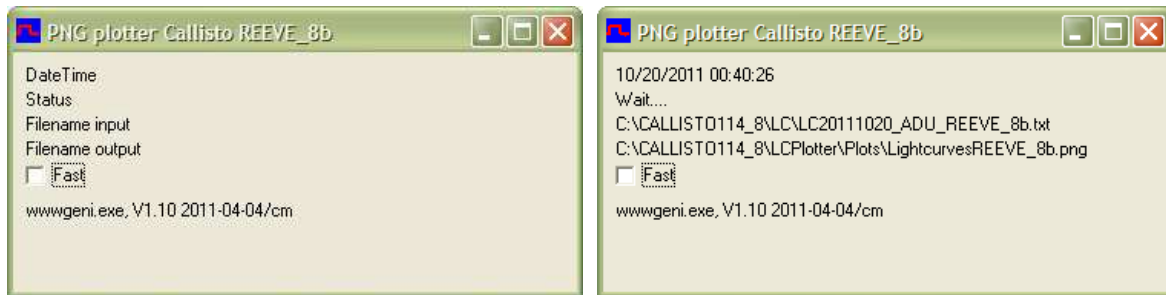 PNG plotter Callisto REEVE_8b
DateTime
Status
Filename input
Filename output
Fast
wwwgeni.exe, V1.10 2011-04-04/cm
PNG plotter Callisto REEVE_8b
10/20/2011 00:40:26
Wait....
C:\CALLISTO114_8\LC\LC20111020_ADU_REEVE_8b.txt
C:\CALLISTO114_8\LCPlotter\Plots\LightcurvesREEVE_8b.png
Fast
wwwgeni.exe, V1.10 2011-04-04/cm